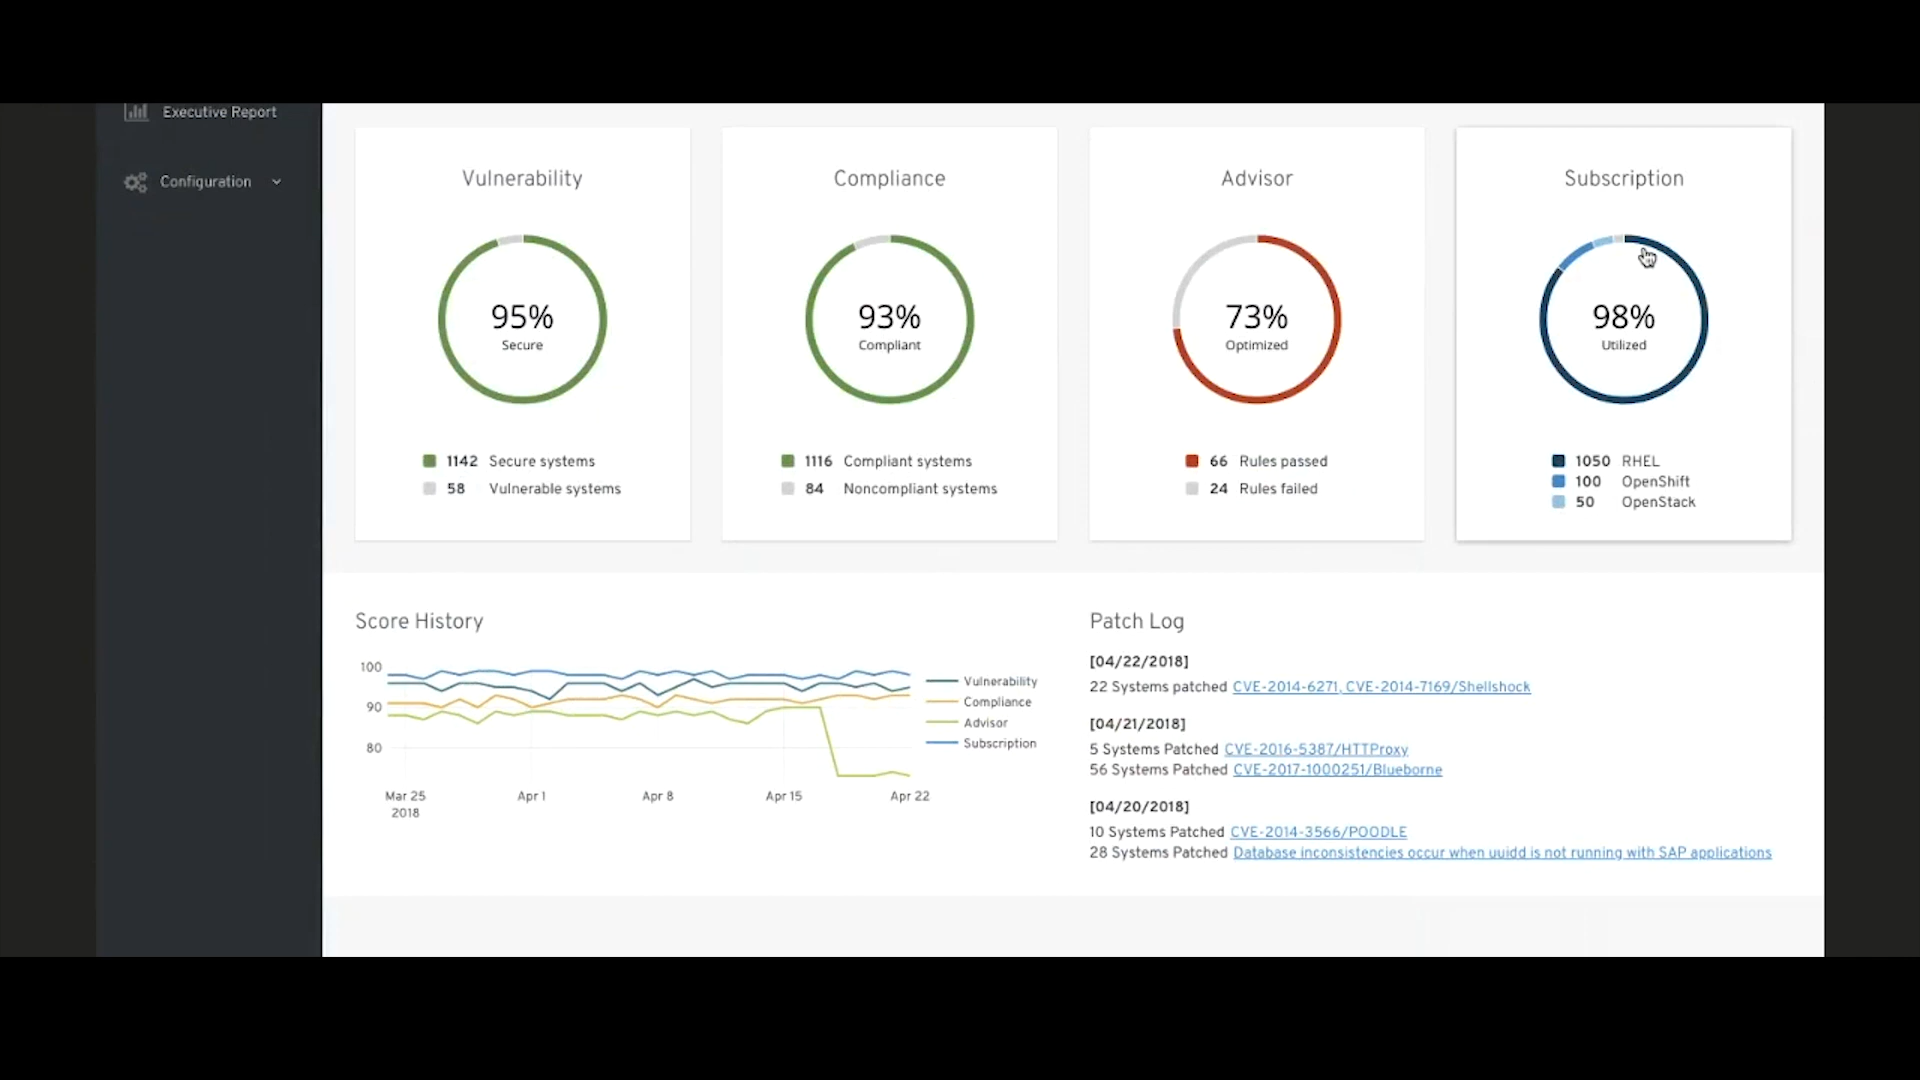 Executive Report
Configuration
Vulnerability
95%
Secure
1142 Secure systems
58 Vulnerable systems
Compliance
93%
Compliant
1116 Compliant systems
84 Noncompliant systems
Advisor
73%
Optimized
66 Rules passed
24 Rules failed
Subscription
98%
Utilized
1050 RHEL
100 OpenShift
50 OpenStack
Score History
100
90
80
Mar 25
2018
Apr 1
Apr 8
Apr 15
Apr 22
Vulnerability
Compliance
Advisor
Subscription
Patch Log
[04/22/2018]
22 Systems patched CVE-2014-6271, CVE-2014-7169/Shellshock
[04/21/2018]
5 Systems Patched CVE-2016-5387/HTTProxy
56 Systems Patched CVE-2017-1000251/Blueborne
[04/20/2018]
10 Systems Patched CVE-2014-3566/POODLE
28 Systems Patched Database inconsistencies occur when uuidd is not running with SAP applications